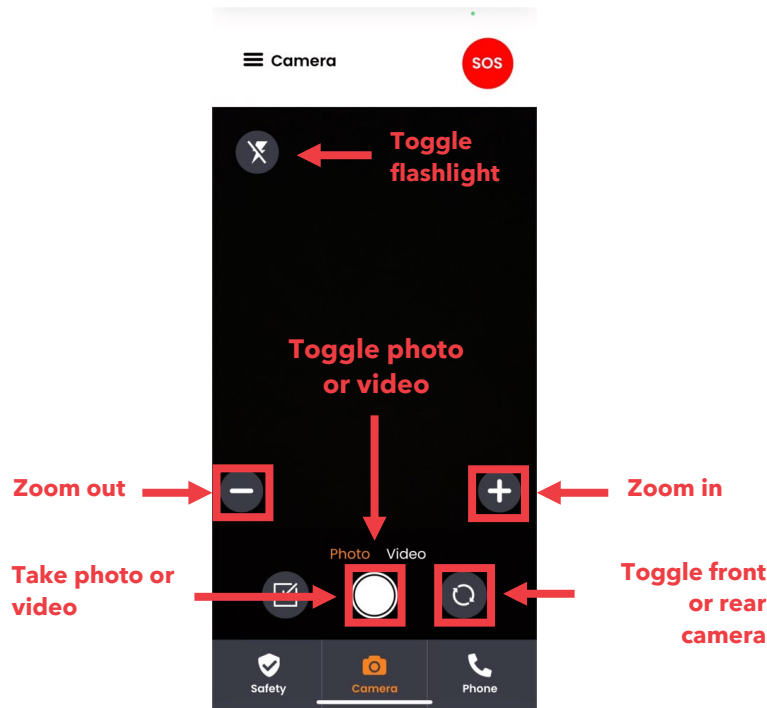 Camera
SOS
Toggle
flashlight
Toggle photo
or video
Zoom out
Zoom in
Photo Video
Take photo or
video
Toggle front
or rear
camera
Safety
Camera
Phone